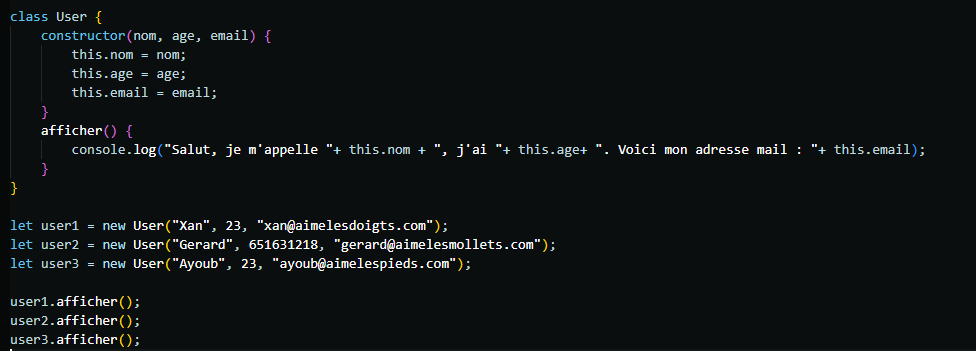 class User {
    constructor(nom, age, email) {
        this.nom = nom;
        this.age = age;
        this.email = email;
    }
    afficher() {
        console.log("Salut, je m'appelle "+ this.nom + ", j'ai "+ this.age+ ". Voici mon adresse mail : "+ this.email);
    }
}
let user1 = new User("Xan", 23, "xan@aimelesdoigts.com");
let user2 = new User("Gerard", 651631218, "gerard@aimelesmollets.com");
let user3 = new User("Ayoub", 23, "ayoub@aimelespieds.com");
user1.afficher();
user2.afficher();
user3.afficher();